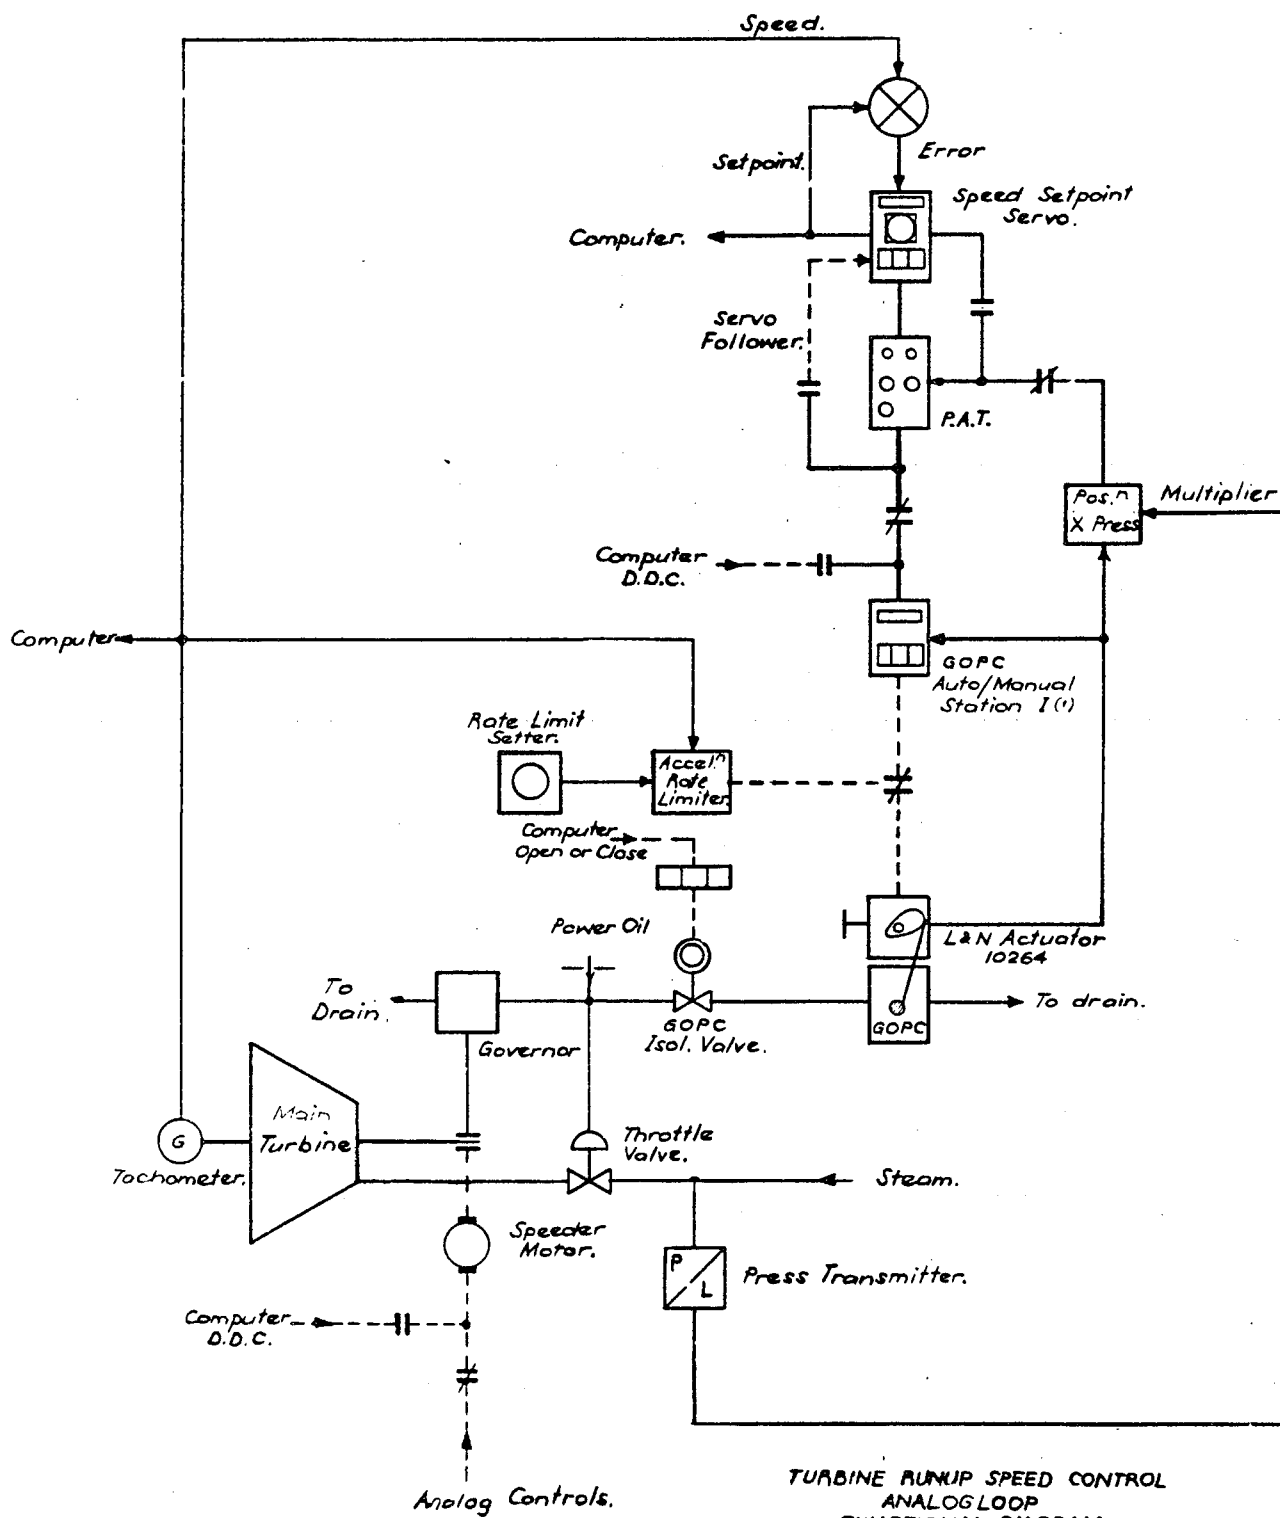 Speed.
Error
Setpoint.
Speed Setpoint
Servo.
Computer.
Servo
Follower.
P.A.T.
Pos.n
X Press
Multiplier
Computer
D.D.C.
Computer
GOPC
Auto/Manual
Station I(1)
Rate Limit
Setter.
Accel.n
Rate
Limiter.
Computer
Open or Close
Power Oil
L&N Actuator
10264
To
Drain.
To drain.
GOPC
GOPC
Isol. Valve.
Governor
Main
Turbine
G
Throttle
Valve.
Tachometer.
Steam.
Speeder
Motor.
P
L
Press Transmitter.
Computer
D.D.C.
Analog Controls.
TURBINE RUNUP SPEED CONTROL
ANALOG LOOP